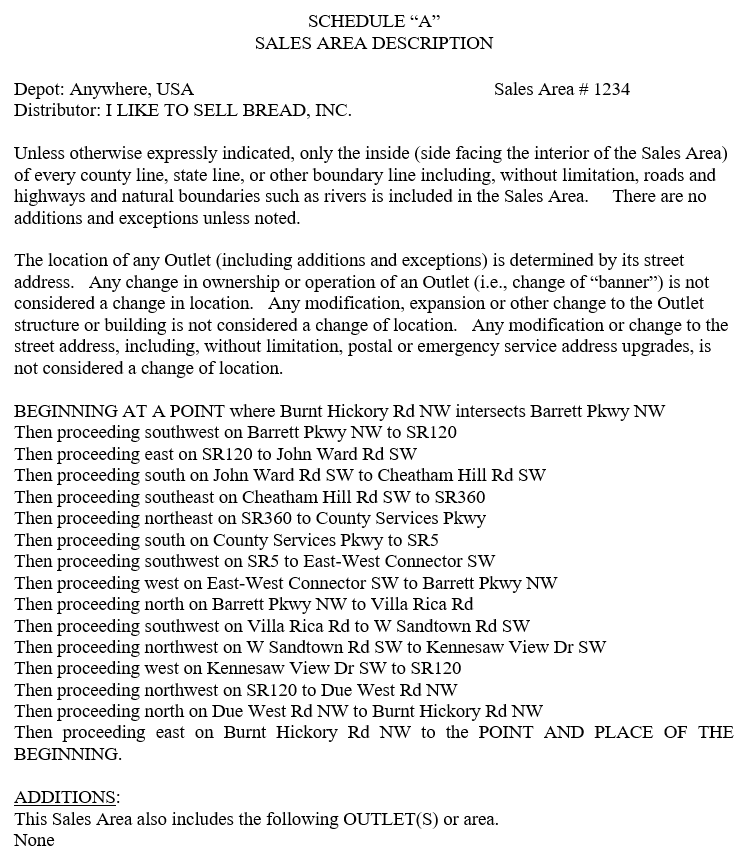 SCHEDULE “A”
SALES AREA DESCRIPTION
Depot: Anywhere, USA Sales Area # 1234
Distributor: I LIKE TO SELL BREAD, INC.
Unless otherwise expressly indicated, only the inside (side facing the interior of the Sales Area)
of every county line, state line, or other boundary line including, without limitation, roads and
highways and natural boundaries such as rivers is included in the Sales Area. There are no
additions and exceptions unless noted.
The location of any Outlet (including additions and exceptions) is determined by its street
address. Any change in ownership or operation of an Outlet (i.e., change of “banner”) is not
considered a change in location. Any modification, expansion or other change to the Outlet
structure or building is not considered a change of location. Any modification or change to the
street address, including, without limitation, postal or emergency service address upgrades, is
not considered a change of location.
BEGINNING AT A POINT where Burnt Hickory Rd NW intersects Barrett Pkwy NW
Then proceeding southwest on Barrett Pkwy NW to SR120
Then proceeding east on SR120 to John Ward Rd SW
Then proceeding south on John Ward Rd SW to Cheatham Hill Rd SW
Then proceeding southeast on Cheatham Hill Rd SW to SR360
Then proceeding northeast on SR360 to County Services Pkwy
Then proceeding south on County Services Pkwy to SR5
Then proceeding southwest on SR5 to East-West Connector SW
Then proceeding west on East-West Connector SW to Barrett Pkwy NW
Then proceeding north on Barrett Pkwy NW to Villa Rica Rd
Then proceeding southwest on Villa Rica Rd to W Sandtown Rd SW
Then proceeding northwest on W Sandtown Rd SW to Kennesaw View Dr SW
Then proceeding west on Kennesaw View Dr SW to SR120
Then proceeding northwest on SR120 to Due West Rd NW
Then proceeding north on Due West Rd NW to Burnt Hickory Rd NW
Then proceeding east on Burnt Hickory Rd NW to the POINT AND PLACE OF THE
BEGINNING.
ADDITIONS:
This Sales Area also includes the following OUTLET(S) or area.
None